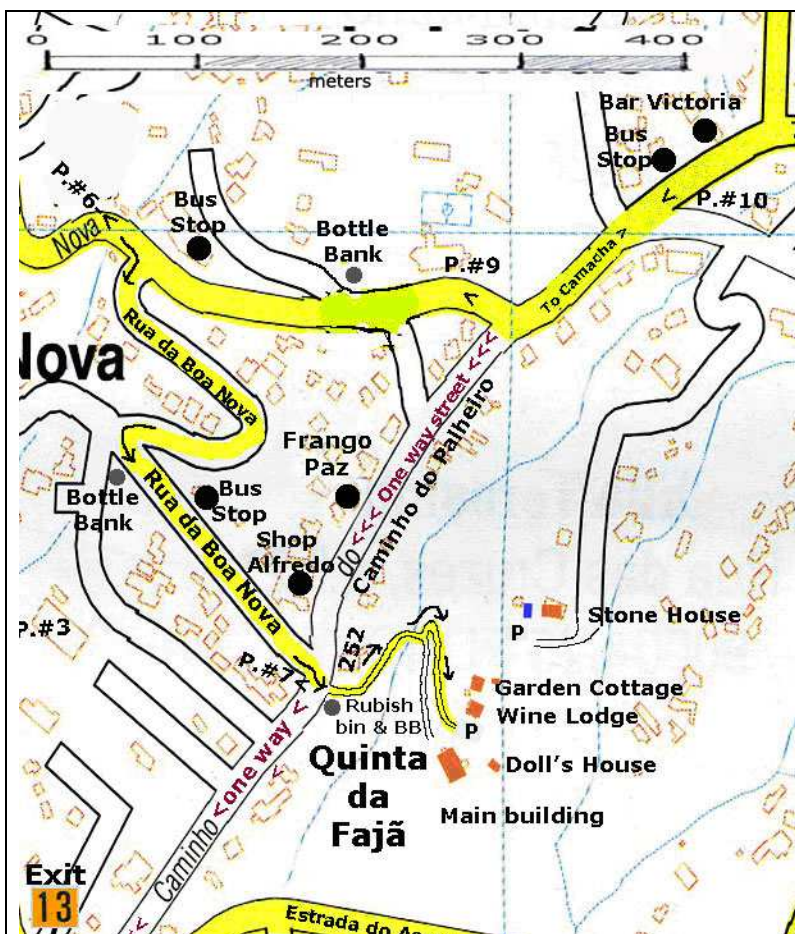 0 100 200 300 400
meters
Bar Victoria
Bus
Stop
P.#6
Bus
Stop
P.#10
Nova
Bottle
Bank
P.#9
To Camacha >
Rua da Boa Nova
Nova
<<< One way street <<<
Caminho do Palheiro
Frango
Paz
Bottle
Bank
Rua da Boa Nova
Bus
Stop
do
Shop
Alfredo
Stone House
P
P.#3
252
P.#7
Garden Cottage
Rubish
bin & BB
Wine Lodge
P
<one way <
Quinta
da
Fajã
Doll's House
Main building
Caminho
Exit
13
Estrada do